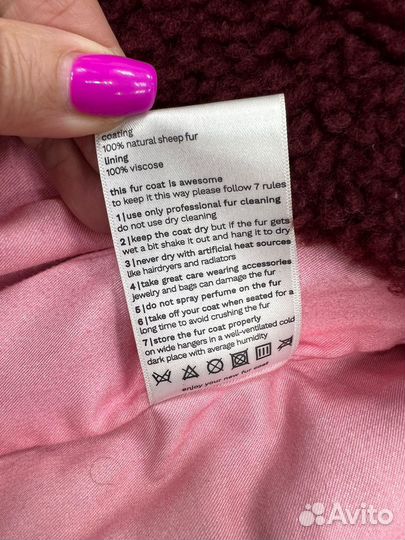 coating
100% natural sheep fur
lining
100% viscose
this fur coat is awesome
to keep it this way please follow 7 rules
1 | use only professional fur cleaning
do not use dry cleaning
2 | keep the coat dry but if the fur gets
wet a bit shake it out and hang it to dry
3 | never dry with artificial heat sources
like hairdryers and radiators
4 | take great care wearing accessories
jewelry and bags can damage the fur
5 | do not spray perfume on the fur
6 | take off your coat when seated for a
long time to avoid crushing the fur
7 | store the fur coat properly
on wide hangers in a well-ventilated cold
dark place with average humidity
enjoy your new fur coat
Avito